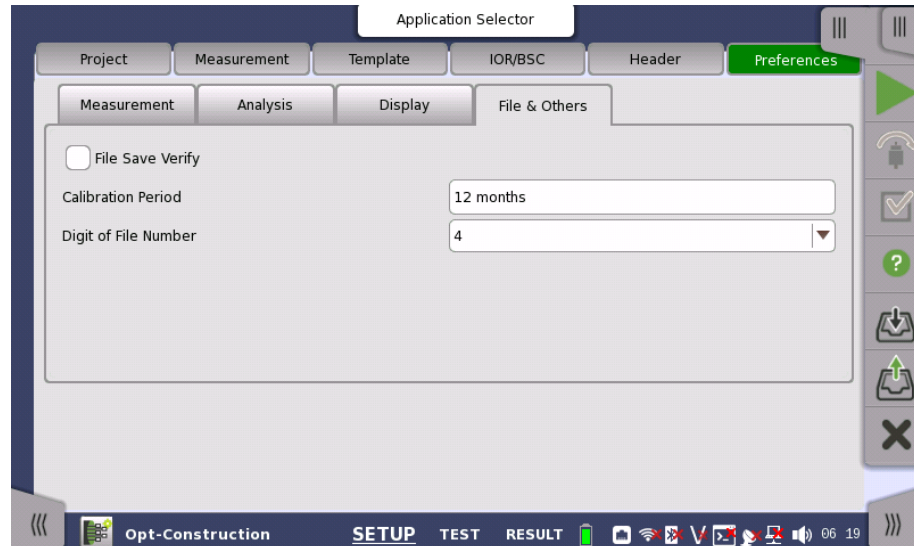 Application Selector
Project Measurement Template IOR/BSC Header Preferences
Measurement Analysis Display File & Others
File Save Verify
Calibration Period 12 months
Digit of File Number 4
Opt-Construction SETUP TEST RESULT 06 19